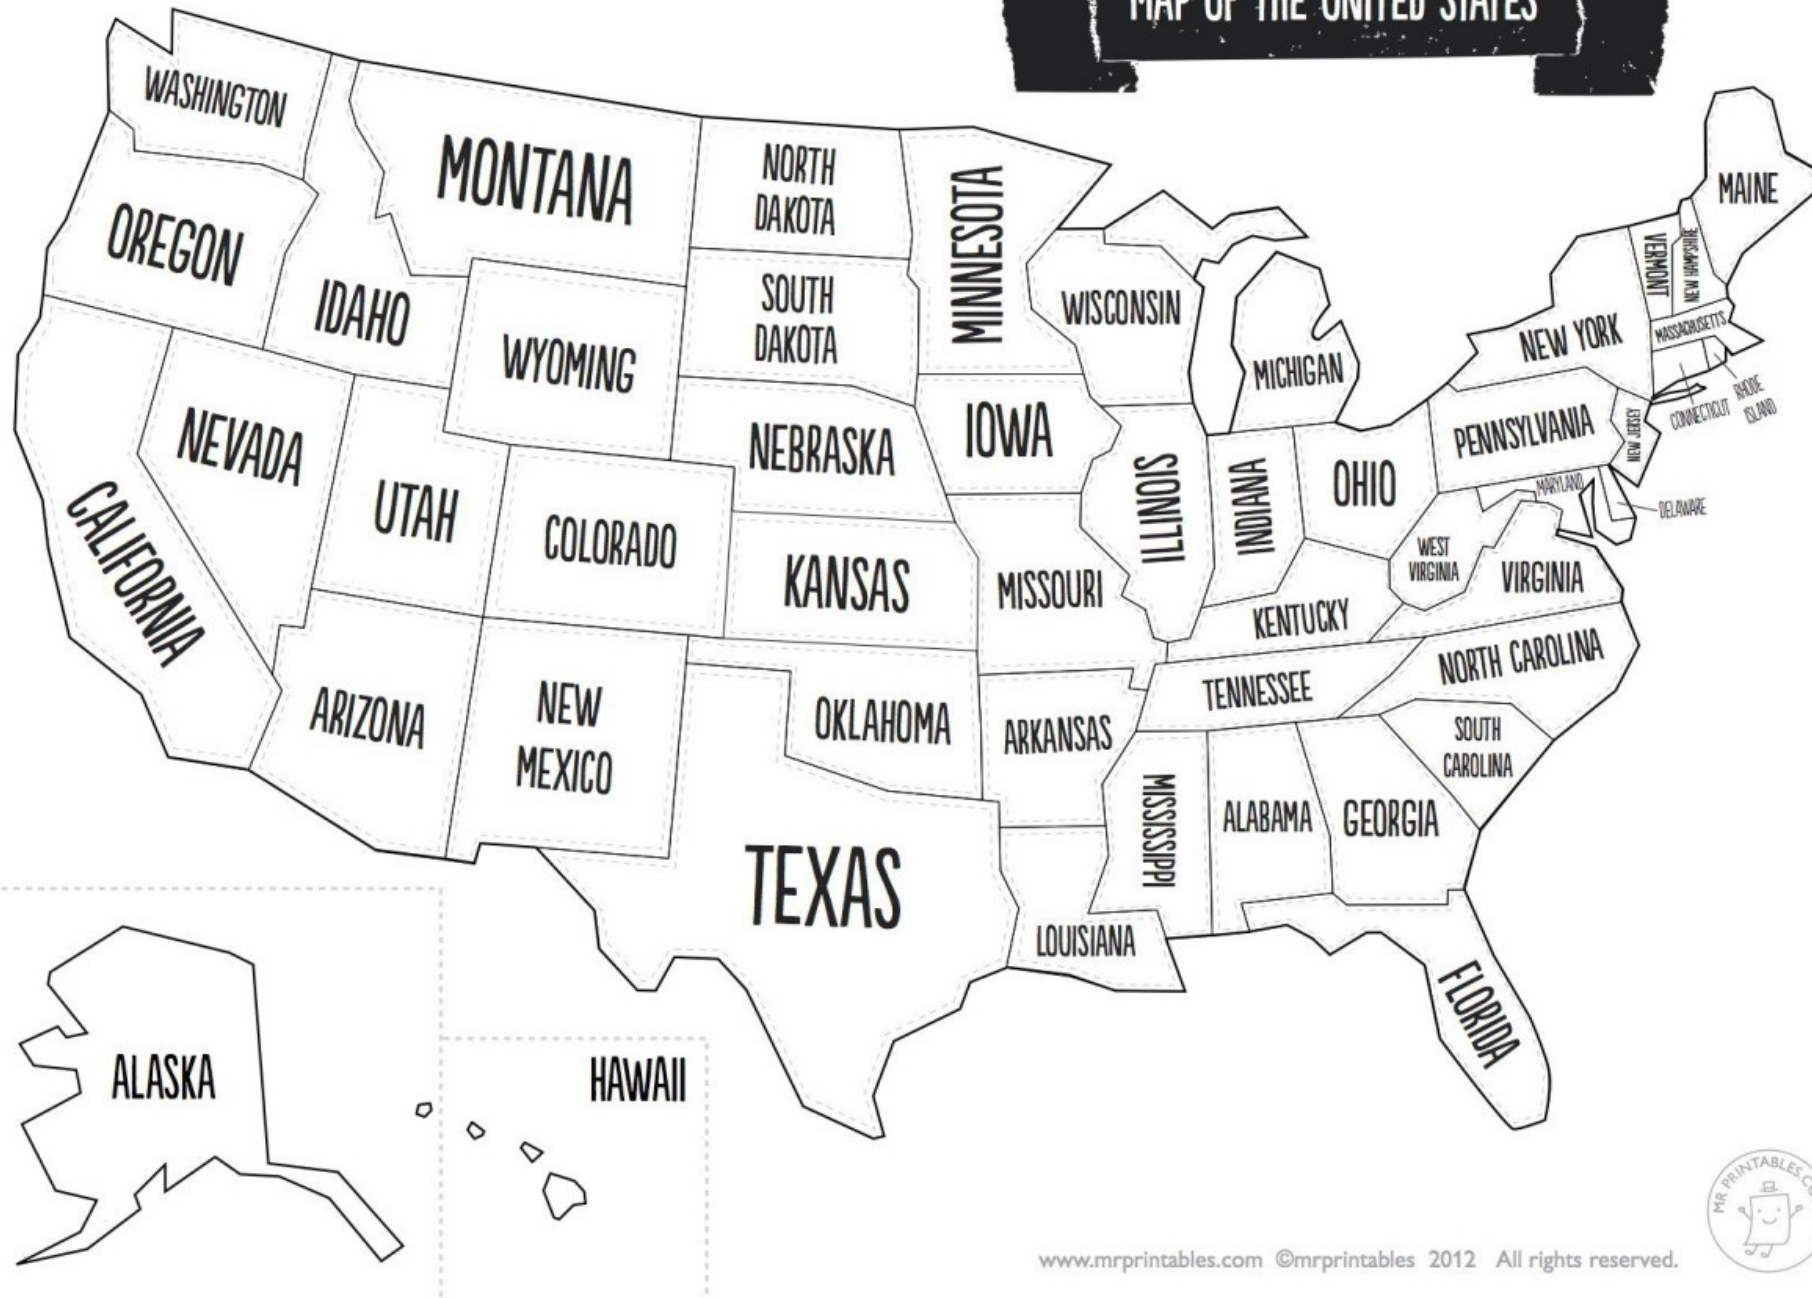 MAP OF THE UNITED STATES
WASHINGTON
MONTANA
NORTH
DAKOTA
MINNESOTA
MAINE
OREGON
IDAHO
WYOMING
SOUTH
DAKOTA
WISCONSIN
MICHIGAN
VERMONT
NEW HAMPSHIRE
NEW YORK
MASSACHUSETTS
RHODE
ISLAND
CONNECTICUT
NEVADA
UTAH
NEBRASKA
IOWA
PENNSYLVANIA
NEW JERSEY
CALIFORNIA
COLORADO
KANSAS
MISSOURI
ILLINOIS
INDIANA
OHIO
WEST
VIRGINIA
MARYLAND
DELAWARE
VIRGINIA
KENTUCKY
ARIZONA
NEW
MEXICO
OKLAHOMA
ARKANSAS
TENNESSEE
NORTH CAROLINA
SOUTH
CAROLINA
TEXAS
LOUISIANA
MISSISSIPPI
ALABAMA
GEORGIA
FLORIDA
ALASKA
HAWAII
MR PRINTABLES.CO
www.mrprintables.com ©mrprintables 2012 All rights reserved.